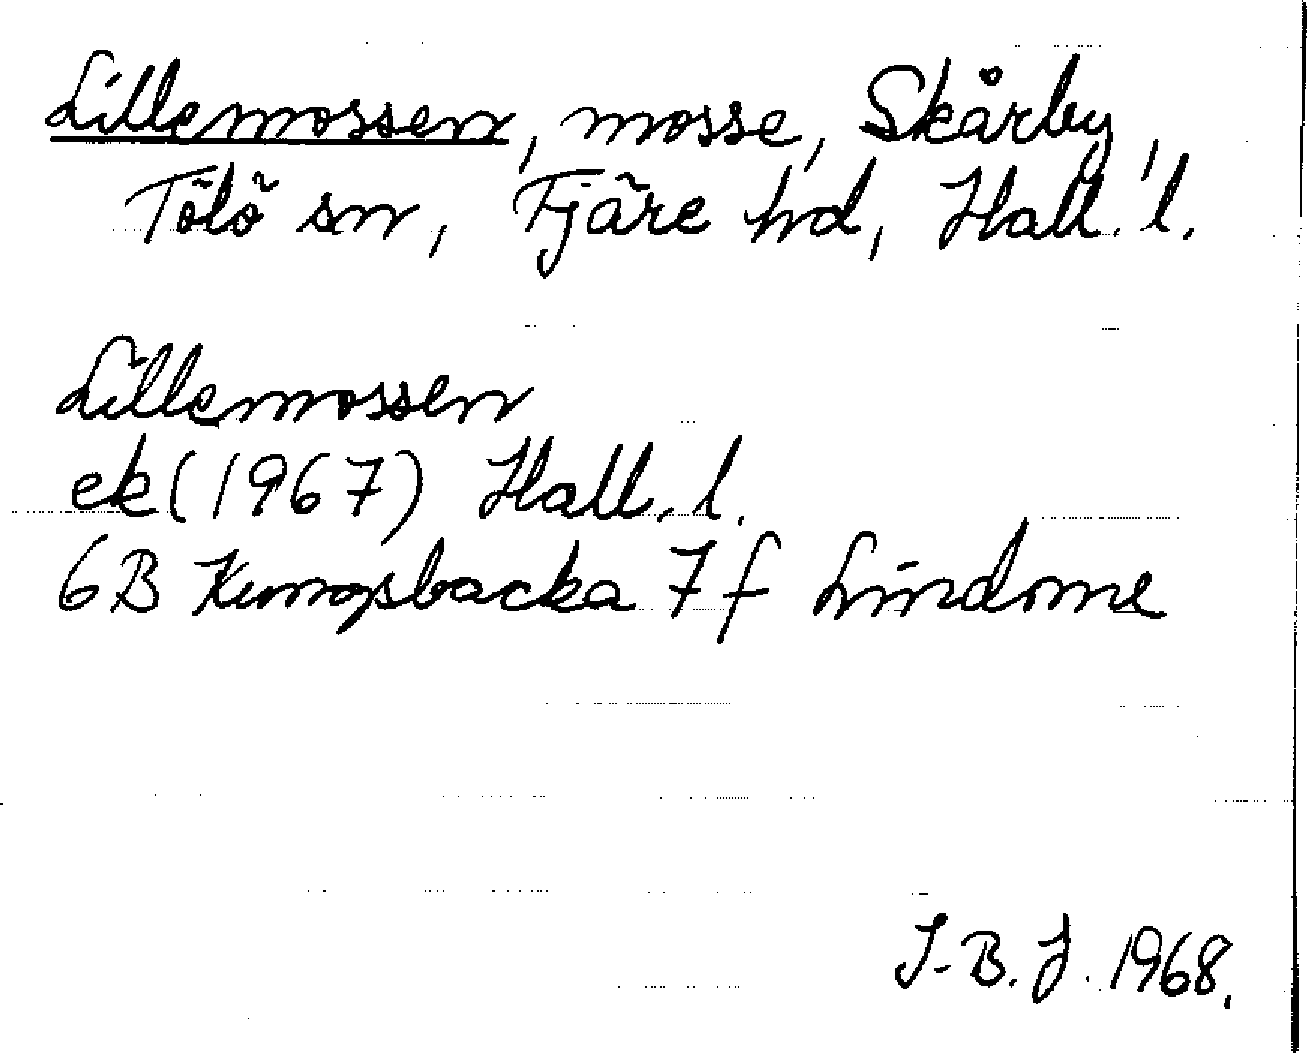 Lillemossen, mosse, Skårby,
Tölö sn, Fjäre hd, Hall. l.
Lillemossen
ek (1967) Hall. l.
6B Kungsbacka 7f Lindome
I-B. J. 1968.